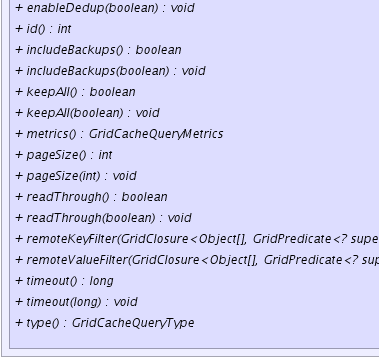 + enableDedup(boolean) : void
+ id() : int
+ includeBackups() : boolean
+ includeBackups(boolean) : void
+ keepAll() : boolean
+ keepAll(boolean) : void
+ metrics() : GridCacheQueryMetrics
+ pageSize() : int
+ pageSize(int) : void
+ readThrough() : boolean
+ readThrough(boolean) : void
+ remoteKeyFilter(GridClosure<Object[], GridPredicate<? supe
+ remoteValueFilter(GridClosure<Object[], GridPredicate<? sup
+ timeout() : long
+ timeout(long) : void
+ type() : GridCacheQueryType